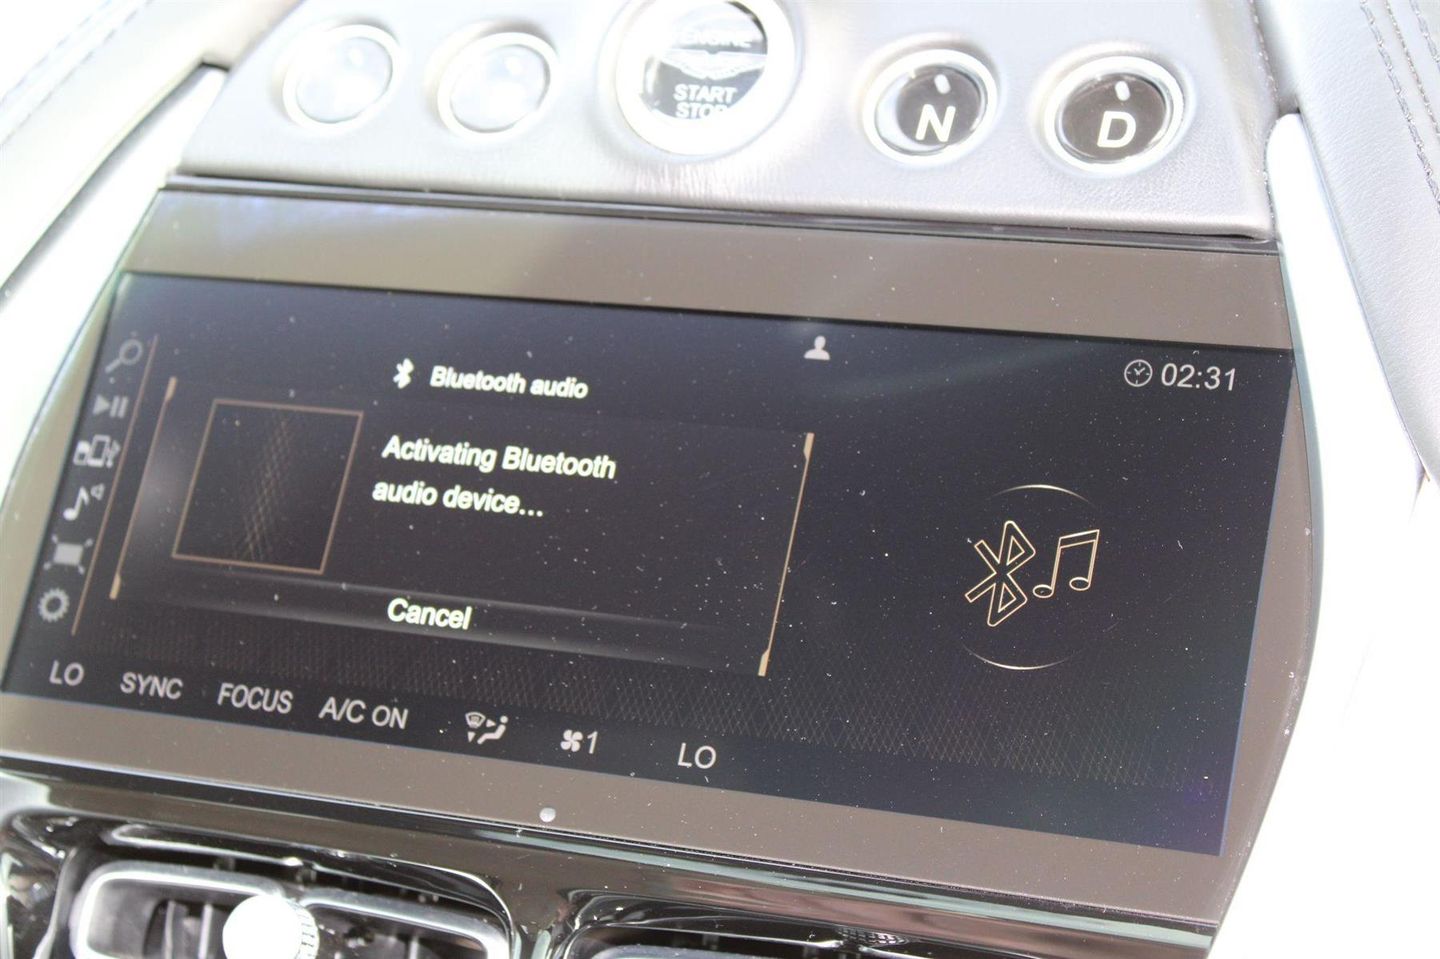 ENGINE
START
STOP
N
D
02:31
Bluetooth audio
Activating Bluetooth
audio device...
Cancel
LO SYNC FOCUS A/C ON 1 LO